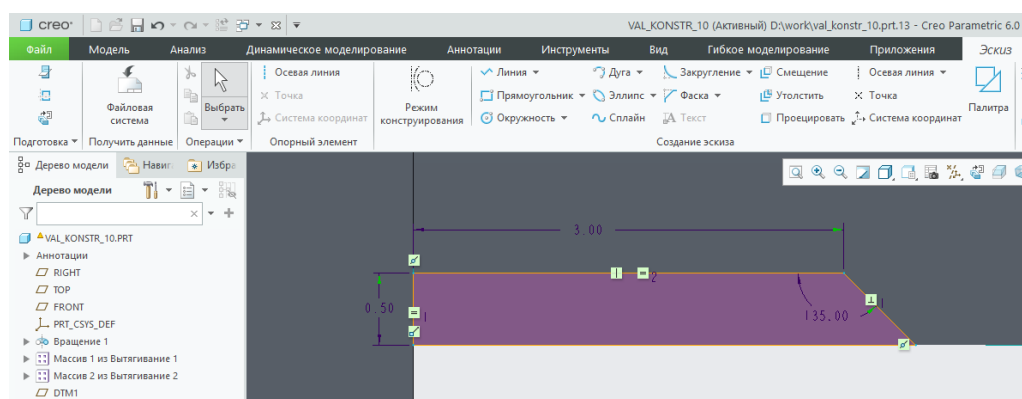 creo°
VAL_KONSTR_10 (Активный) D:\work\val_konstr_10.prt.13 - Creo Parametric 6.0
Файл Модель Анализ Динамическое моделирование Аннотации Инструменты Вид Гибкое моделирование Приложения Эскиз
Файловая система
Выбрать
Осевая линия
Точка
Система координат
Режим конструирования
Линия Дуга Закругление Смещение Осевая линия
Прямоугольник Эллипс Фаска Утолстить Точка
Окружность Сплайн Текст Проецировать Система координат
Палитра
Подготовка Получить данные Операции Опорный элемент Создание эскиза
Дерево модели Навиг Избра
Дерево модели
VAL_KONSTR_10.PRT
Аннотации
RIGHT
TOP
FRONT
PRT_CSYS_DEF
Вращение 1
Массив 1 из Вытягивание 1
Массив 2 из Вытягивание 2
DTM1
3.00
2
0.50
1
135.00
1